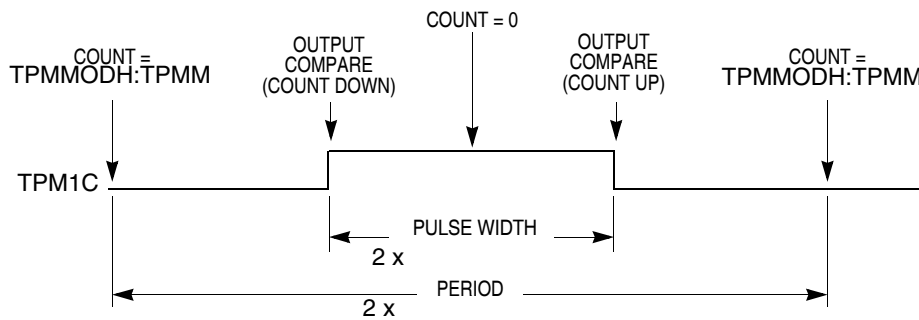 COUNT = 0
COUNT =
TPMMODH:TPMM
OUTPUT
COMPARE
(COUNT DOWN)
OUTPUT
COMPARE
(COUNT UP)
COUNT =
TPMMODH:TPMM
TPM1C
PULSE WIDTH
2 x
PERIOD
2 x